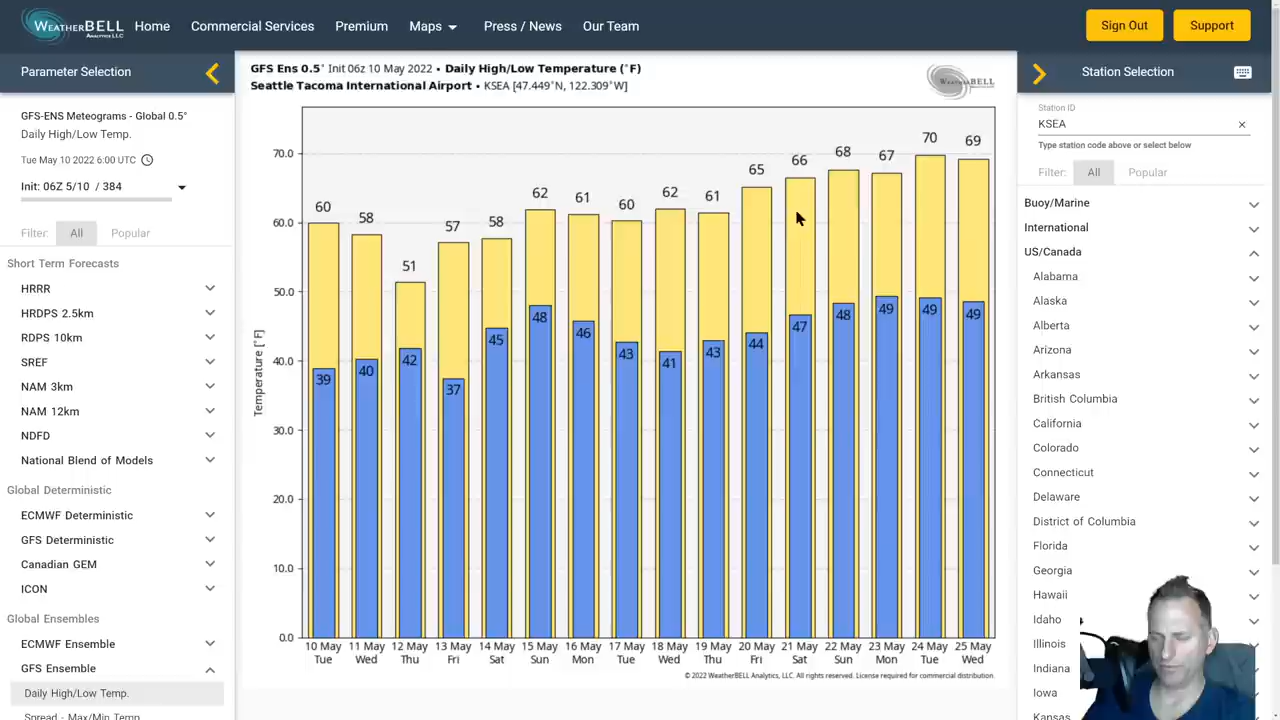 WEATHERBELL
ANALYTICS LLC
Home
Commercial Services
Premium
Maps
Press / News
Our Team
Sign Out
Support
Parameter Selection
GFS-ENS Meteograms - Global 0.5°
Daily High/Low Temp.
Tue May 10 2022 6:00 UTC
Init: 06Z 5/10 / 384
Filter: All Popular
Short Term Forecasts
HRRR
HRDPS 2.5km
RDPS 10km
SREF
NAM 3km
NAM 12km
NDFD
National Blend of Models
Global Deterministic
ECMWF Deterministic
GFS Deterministic
Canadian GEM
ICON
Global Ensembles
ECMWF Ensemble
GFS Ensemble
Daily High/Low Temp.
Spread - Max/Min Temp
GFS Ens 0.5° Init 06z 10 May 2022 • Daily High/Low Temperature (°F)
Seattle Tacoma International Airport • KSEA [47.449°N, 122.309°W]
WEATHERBELL
Temperature [°F]
70.0
60.0
50.0
40.0
30.0
20.0
10.0
0.0
60 58 51 57 58 62 61 60 62 61 65 66 68 67 70 69
39 40 42 37 45 48 46 43 41 43 44 47 48 49 49 49
10 May 11 May 12 May 13 May 14 May 15 May 16 May 17 May 18 May 19 May 20 May 21 May 22 May 23 May 24 May 25 May
Tue Wed Thu Fri Sat Sun Mon Tue Wed Thu Fri Sat Sun Mon Tue Wed
© 2022 WeatherBELL Analytics, LLC. All rights reserved. License required for commercial distribution.
Station Selection
Station ID
KSEA
Type station code above or select below
Filter: All Popular
Buoy/Marine
International
US/Canada
Alabama
Alaska
Alberta
Arizona
Arkansas
British Columbia
California
Colorado
Connecticut
Delaware
District of Columbia
Florida
Georgia
Hawaii
Idaho
Illinois
Indiana
Iowa
Kansas